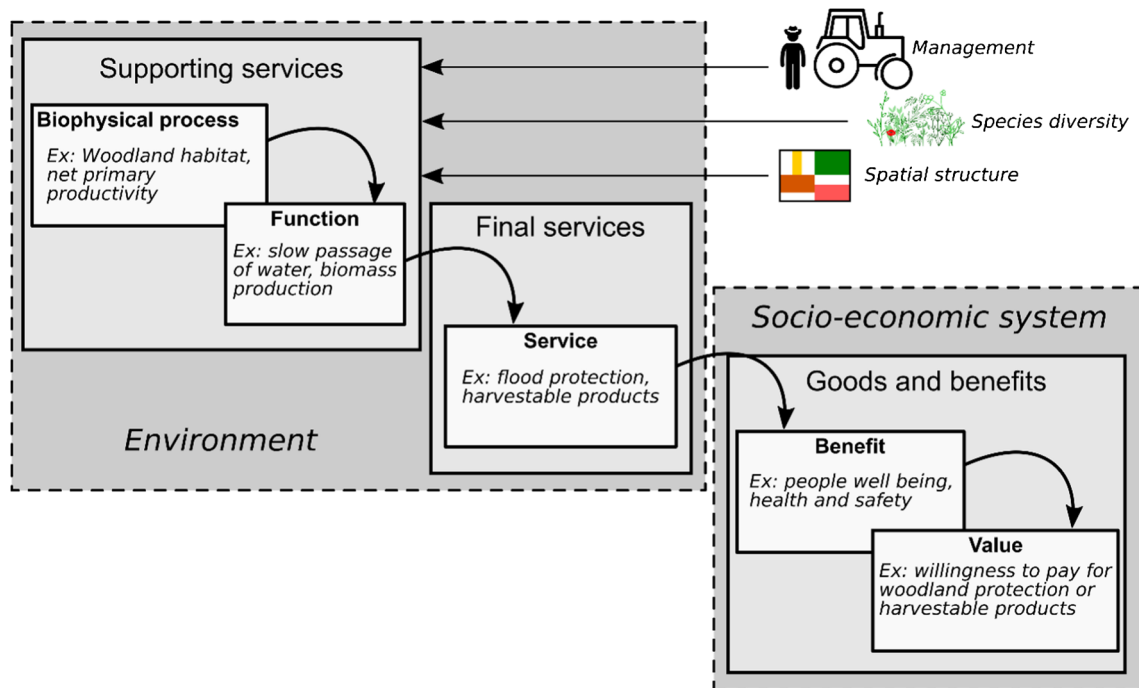 Supporting services
Biophysical process
Ex: Woodland habitat,
net primary
productivity
Function
Ex: slow passage
of water, biomass
production
Environment
Final services
Service
Ex: flood protection,
harvestable products
Management
Species diversity
Spatial structure
Socio-economic system
Goods and benefits
Benefit
Ex: people well being,
health and safety
Value
Ex: willingness to pay for
woodland protection or
harvestable products